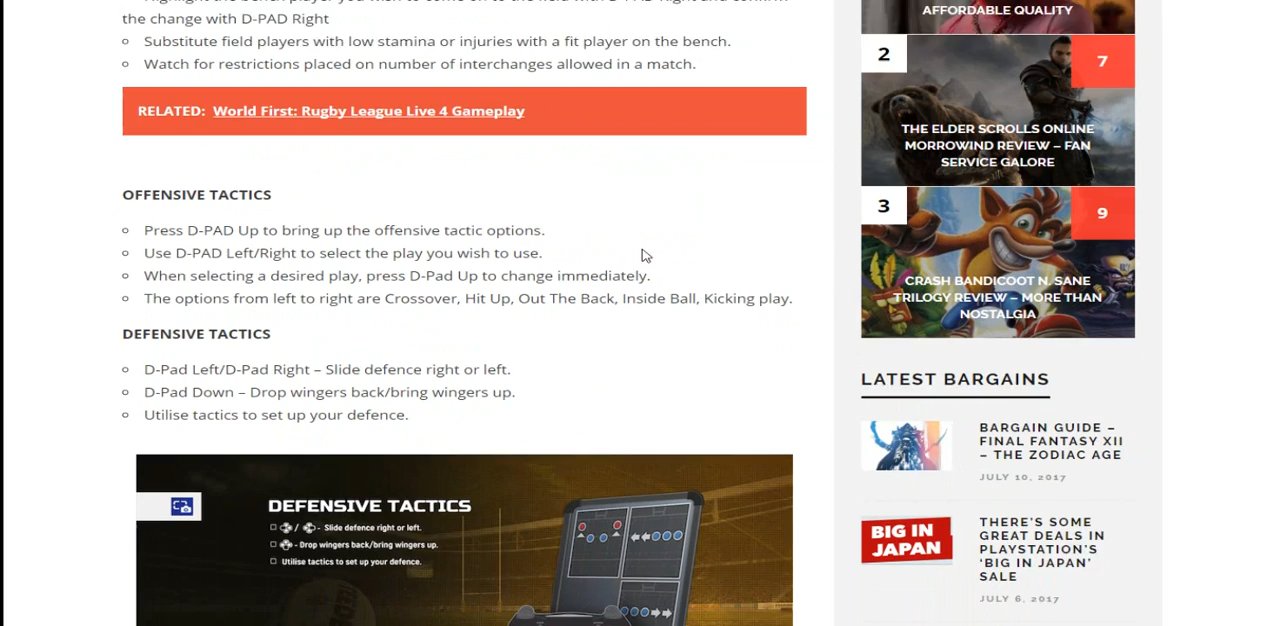 the change with D-PAD Right
Substitute field players with low stamina or injuries with a fit player on the bench.
Watch for restrictions placed on number of interchanges allowed in a match.
RELATED: World First: Rugby League Live 4 Gameplay
OFFENSIVE TACTICS
Press D-PAD Up to bring up the offensive tactic options.
Use D-PAD Left/Right to select the play you wish to use.
When selecting a desired play, press D-Pad Up to change immediately.
The options from left to right are Crossover, Hit Up, Out The Back, Inside Ball, Kicking play.
DEFENSIVE TACTICS
D-Pad Left/D-Pad Right – Slide defence right or left.
D-Pad Down – Drop wingers back/bring wingers up.
Utilise tactics to set up your defence.
DEFENSIVE TACTICS
/ - Slide defence right or left.
- Drop wingers back/bring wingers up.
Utilise tactics to set up your defence.
AFFORDABLE QUALITY
2
7
THE ELDER SCROLLS ONLINE
MORROWIND REVIEW – FAN
SERVICE GALORE
3
9
CRASH BANDICOOT N. SANE
TRILOGY REVIEW – MORE THAN
NOSTALGIA
LATEST BARGAINS
BARGAIN GUIDE –
FINAL FANTASY XII
– THE ZODIAC AGE
JULY 10, 2017
BIG IN
JAPAN
THERE'S SOME
GREAT DEALS IN
PLAYSTATION'S
'BIG IN JAPAN'
SALE
JULY 6, 2017